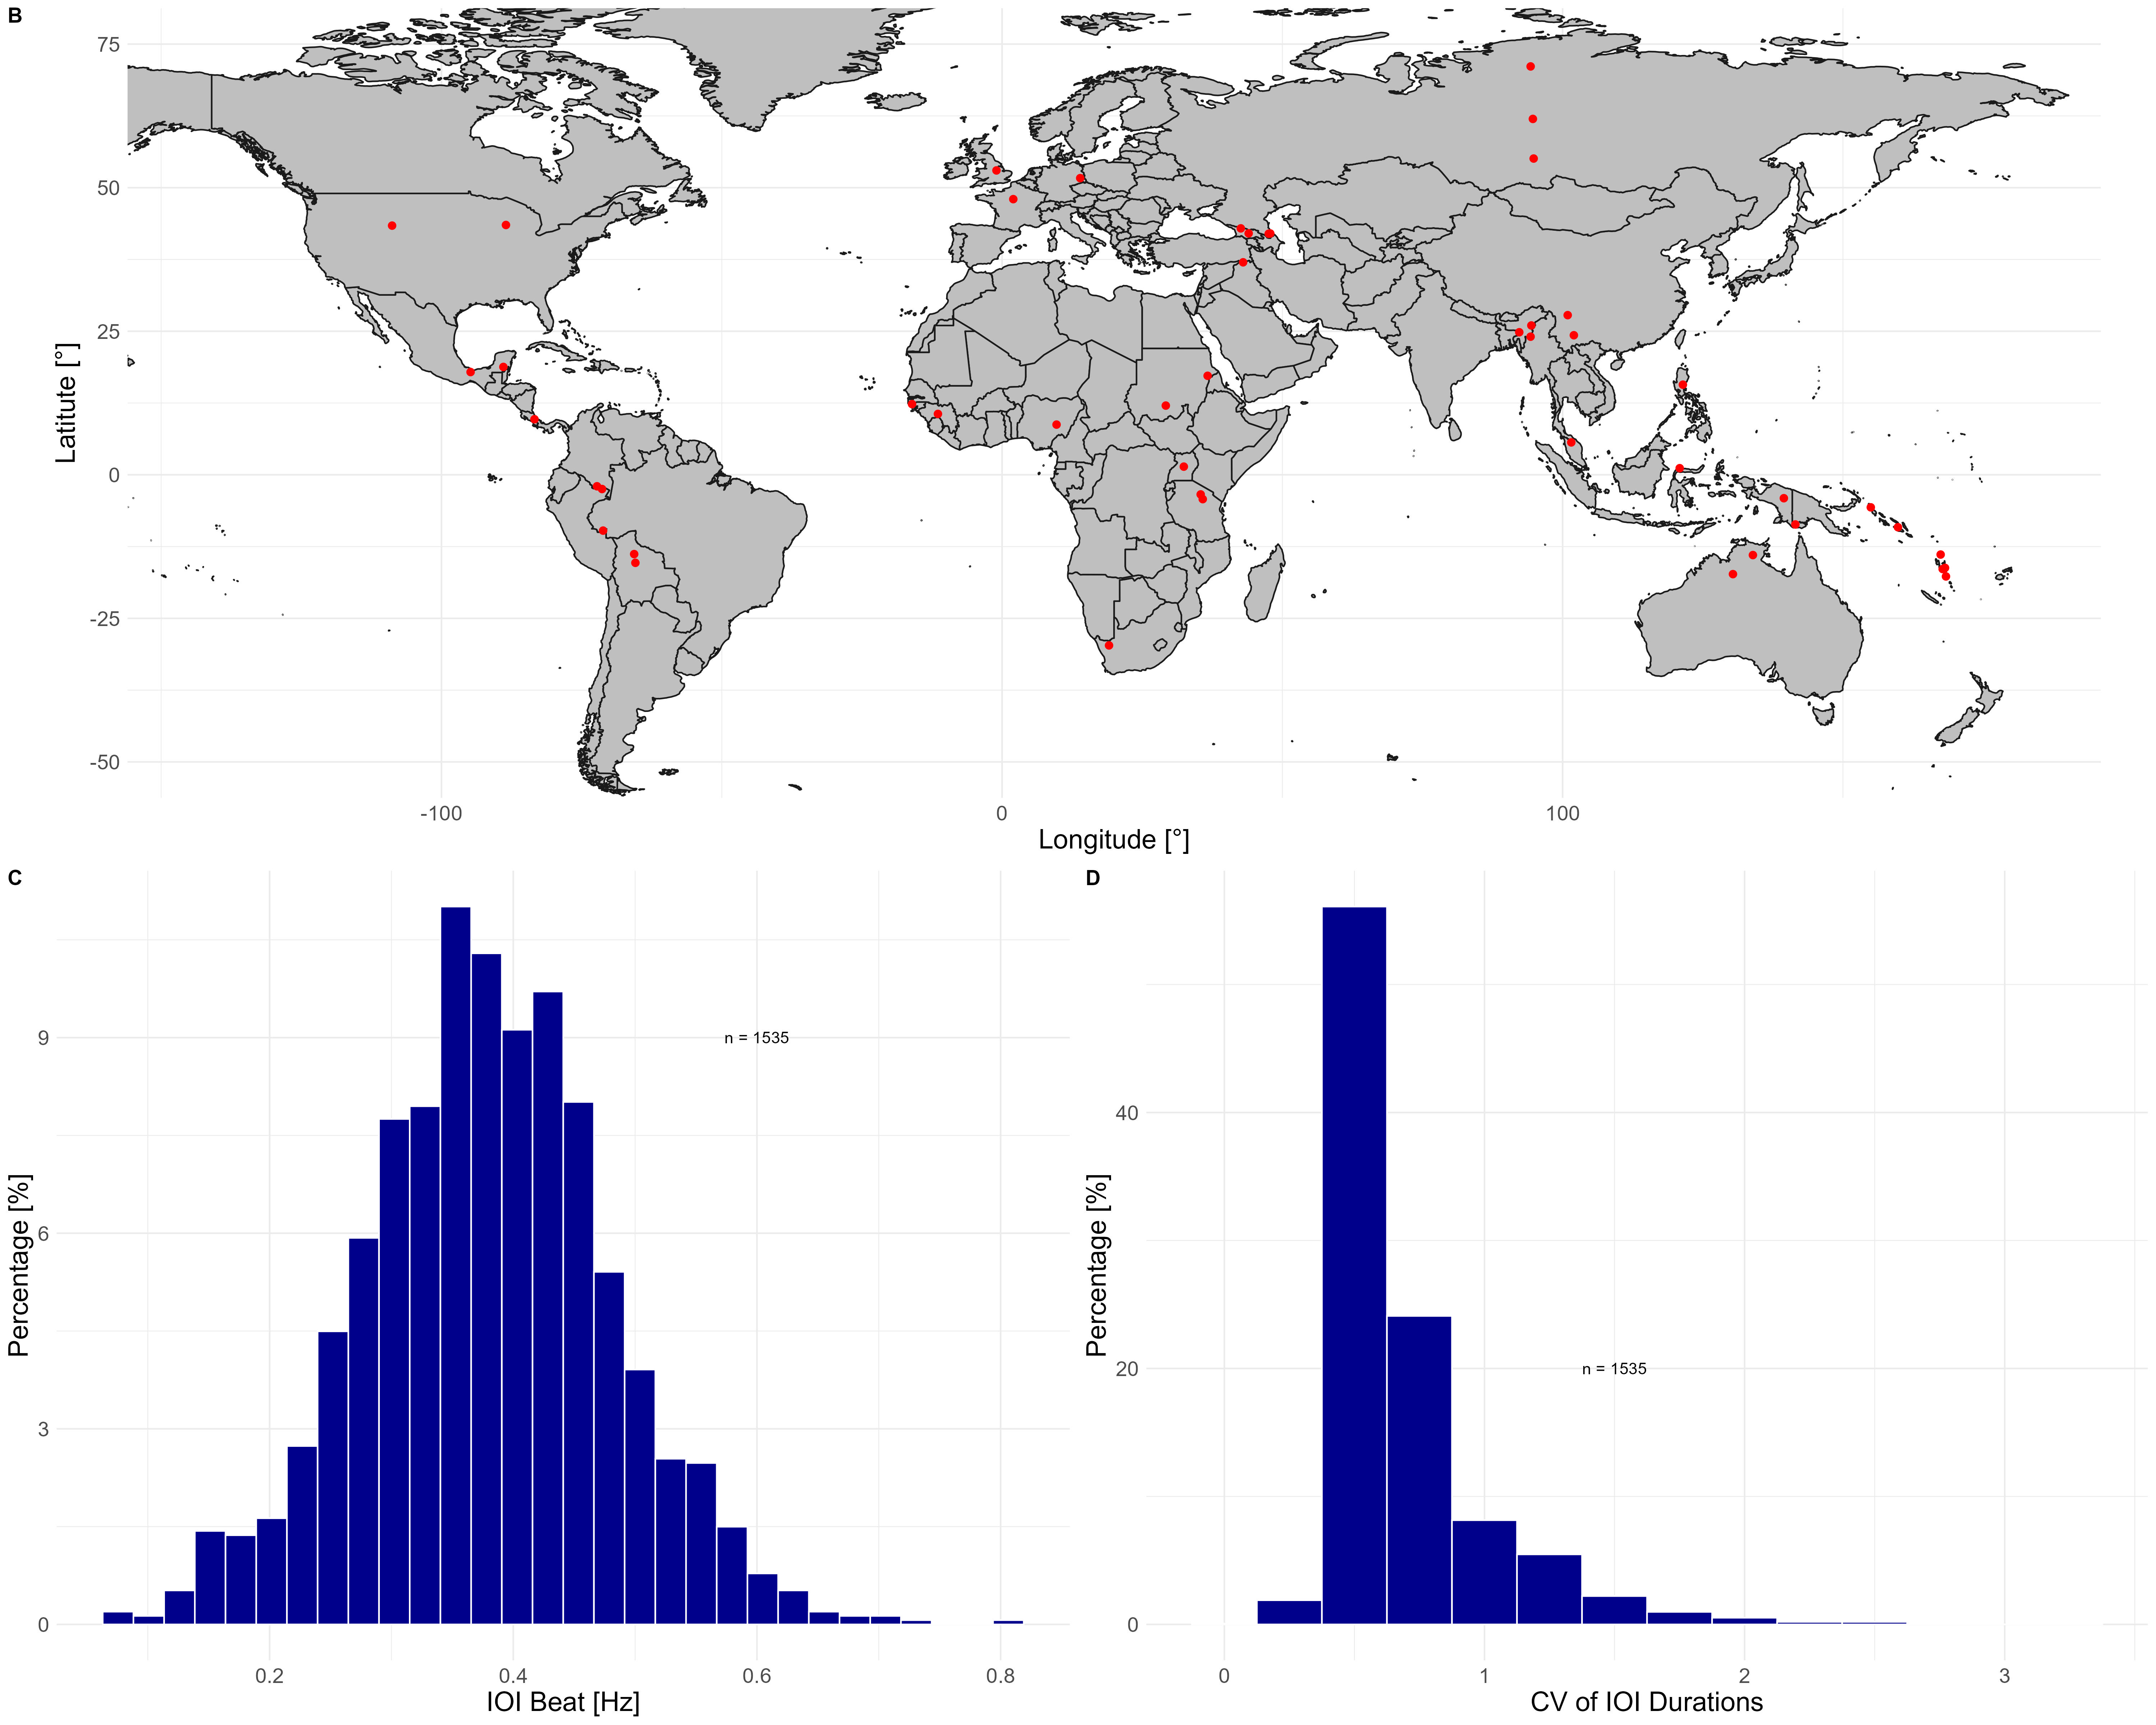 B
75
50
25
0
-25
-50
Latitute [°]
-100
0
100
Longitude [°]
C
9
6
3
0
Percentage [%]
n = 1535
0.2
0.4
0.6
0.8
IOI Beat [Hz]
D
40
20
0
Percentage [%]
n = 1535
0
1
2
3
CV of IOI Durations